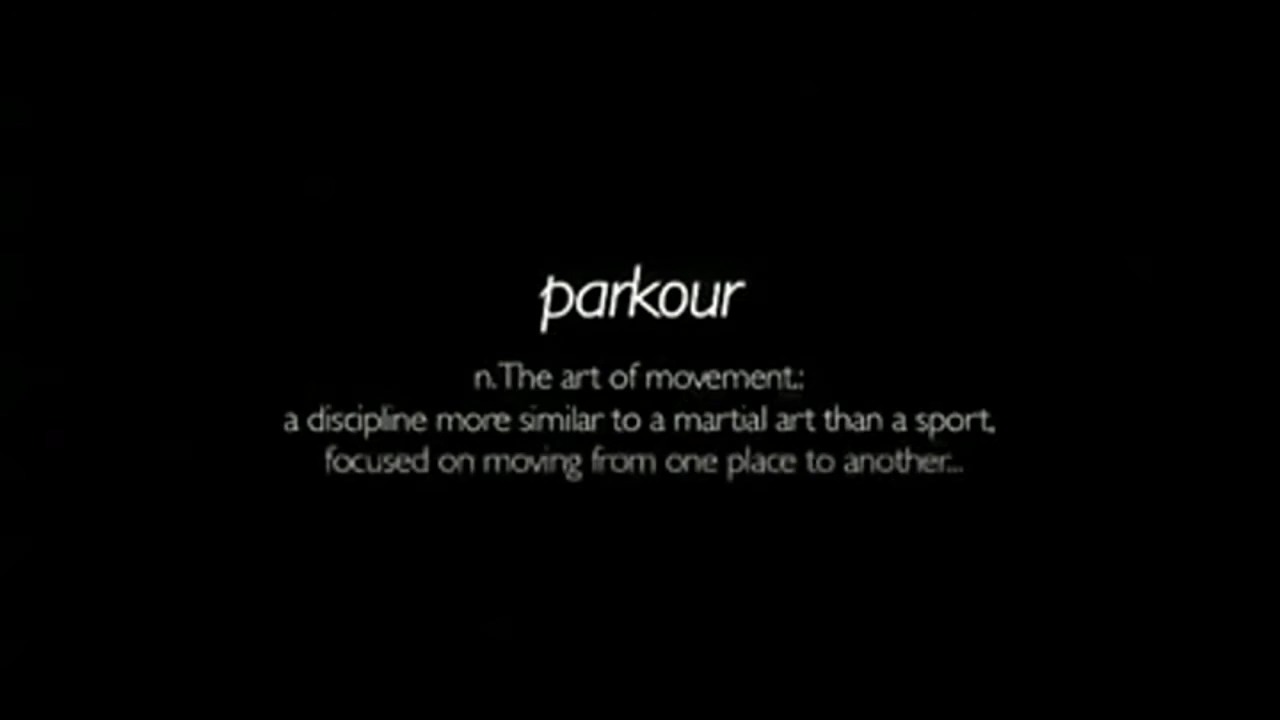 parkour
n.The art of movement.:
a discipline more similar to a martial art than a sport,
focused on moving from one place to another...